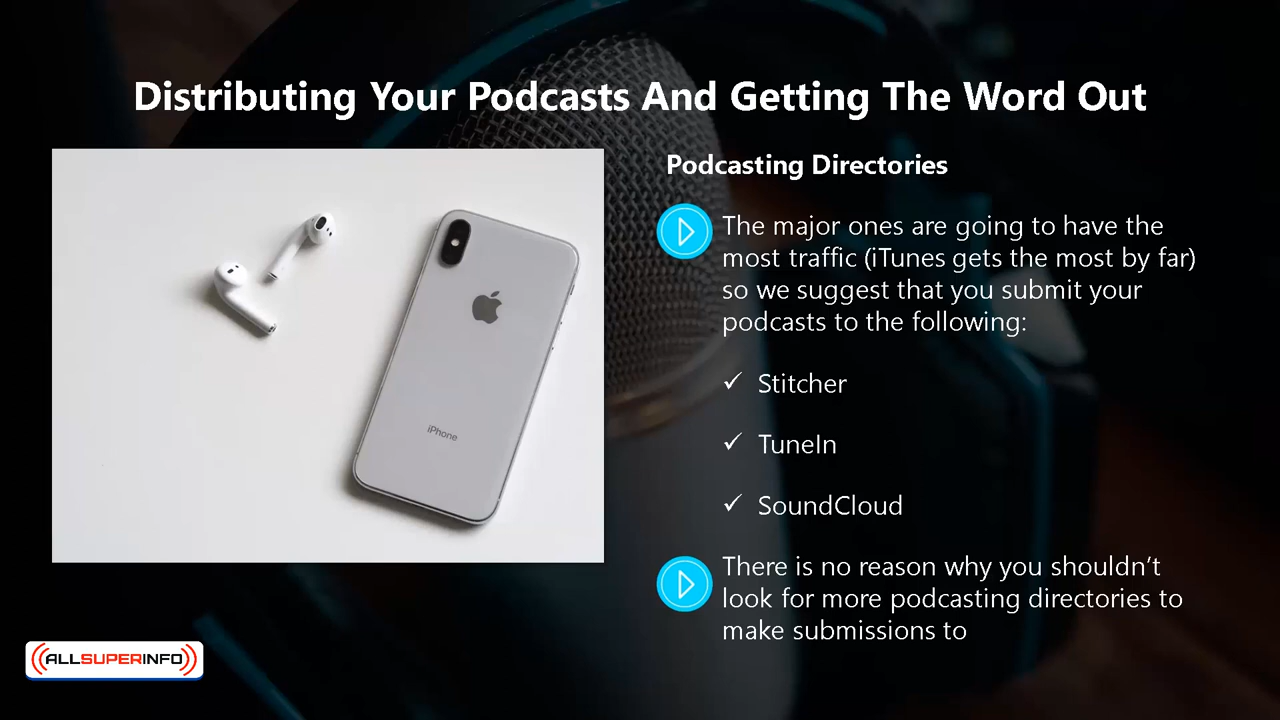 Distributing Your Podcasts And Getting The Word Out
Podcasting Directories
The major ones are going to have the
most traffic (iTunes gets the most by far)
so we suggest that you submit your
podcasts to the following:
✓ Stitcher
✓ TuneIn
✓ SoundCloud
There is no reason why you shouldn’t
look for more podcasting directories to
make submissions to
iPhone
ALLSUPERINFO